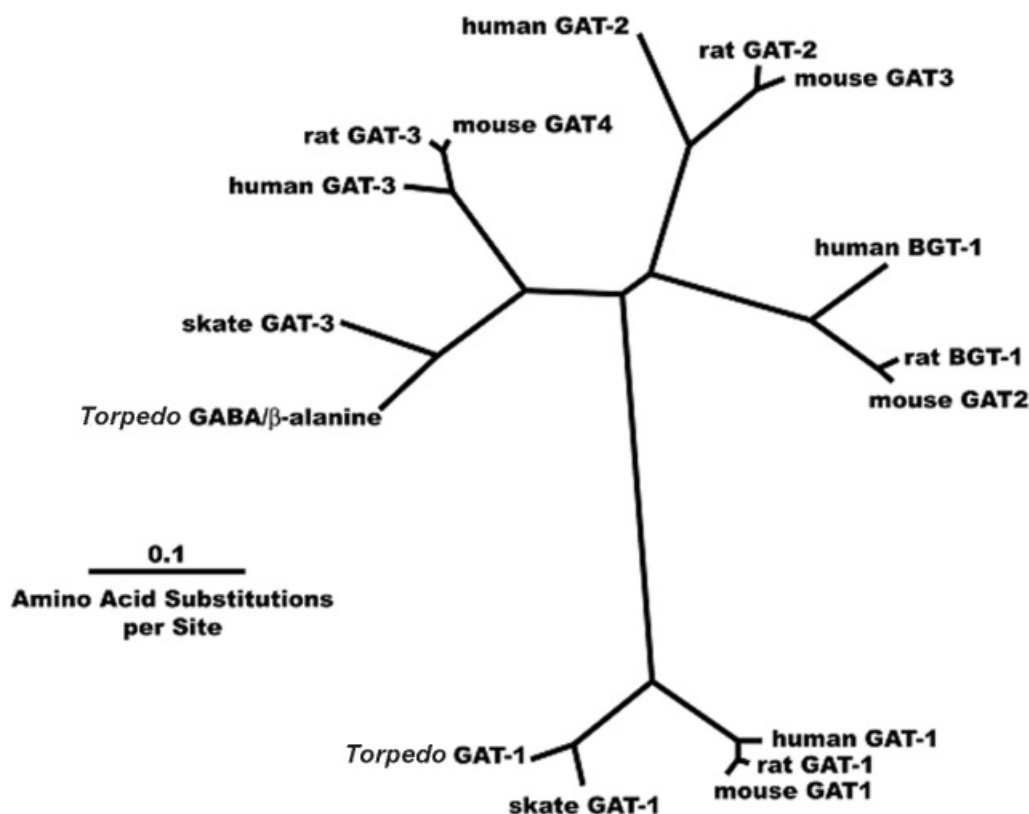 human GAT-2
rat GAT-2
mouse GAT3
rat GAT-3
mouse GAT4
human GAT-3
human BGT-1
skate GAT-3
rat BGT-1
mouse GAT2
Torpedo GABA/β-alanine
0.1
Amino Acid Substitutions
per Site
Torpedo GAT-1
human GAT-1
rat GAT-1
mouse GAT1
skate GAT-1